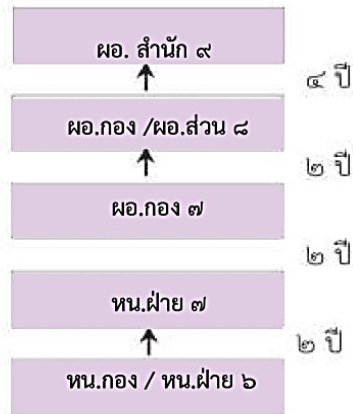 ผอ. สำนัก ๙
๔ ปี
ผอ.กอง /ผอ.ส่วน ๘
๒ ปี
ผอ.กอง ๗
๒ ปี
หน.ฝ่าย ๗
๒ ปี
หน.กอง / หน.ฝ่าย ๖